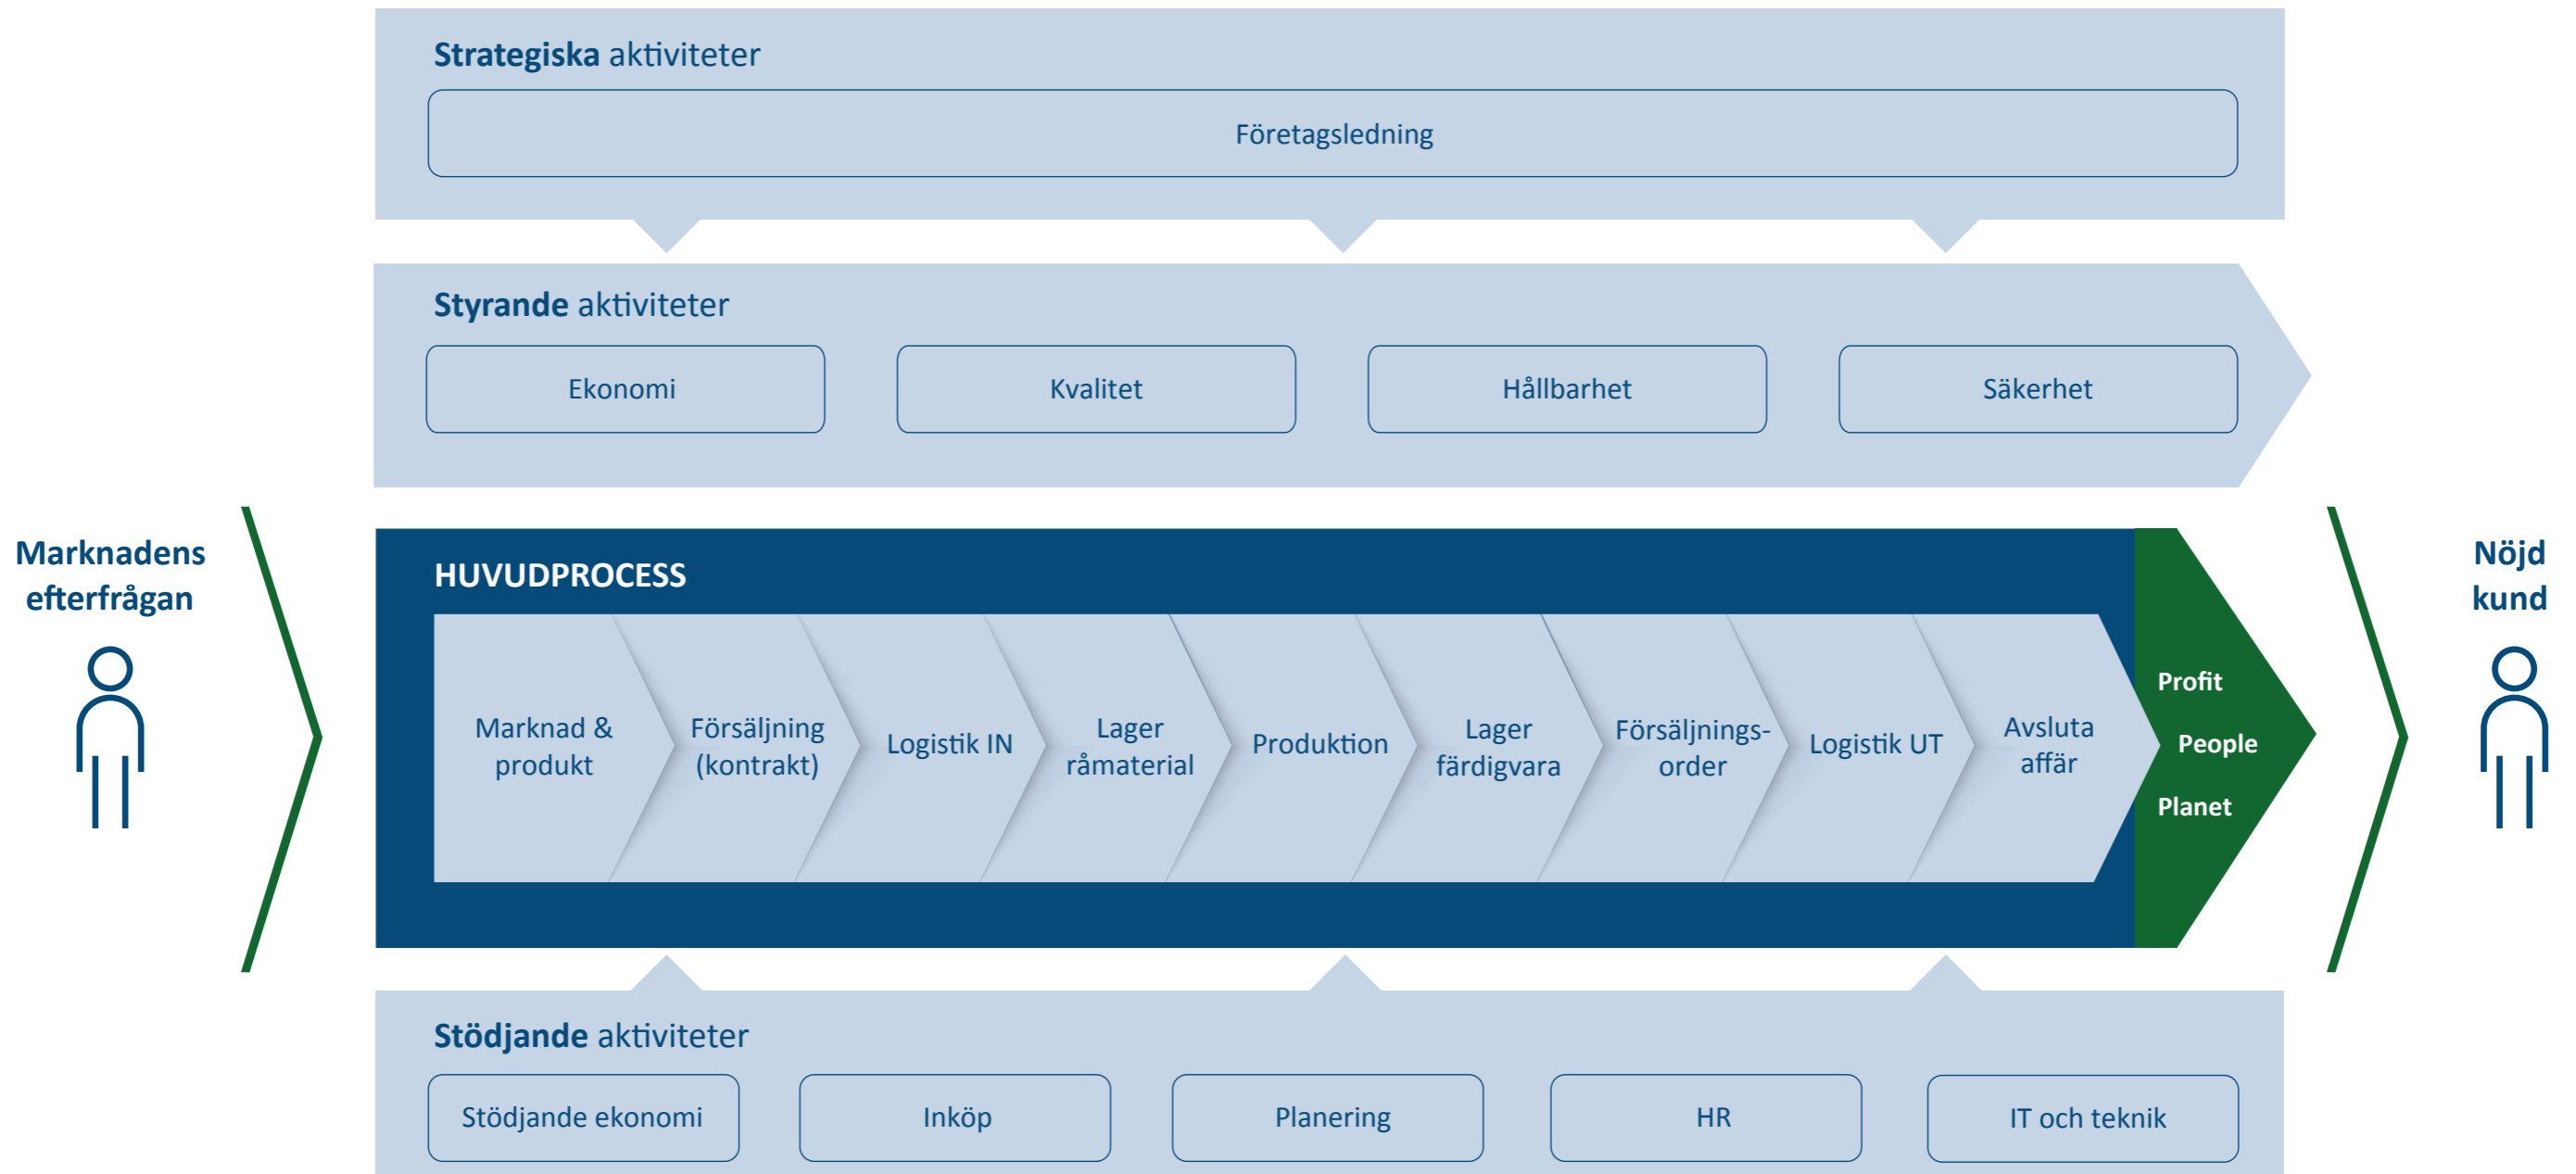 Strategiska aktiviteter
Företagsledning
Styrande aktiviteter
Ekonomi
Kvalitet
Hållbarhet
Säkerhet
Marknadens
efterfrågan
HUVUDPROCESS
Marknad &
produkt
Försäljning
(kontrakt)
Logistik IN
Lager
råmaterial
Produktion
Lager
färdigvara
Försäljnings-
order
Logistik UT
Avsluta
affär
Profit
People
Planet
Nöjd
kund
Stödjande aktiviteter
Stödjande ekonomi
Inköp
Planering
HR
IT och teknik